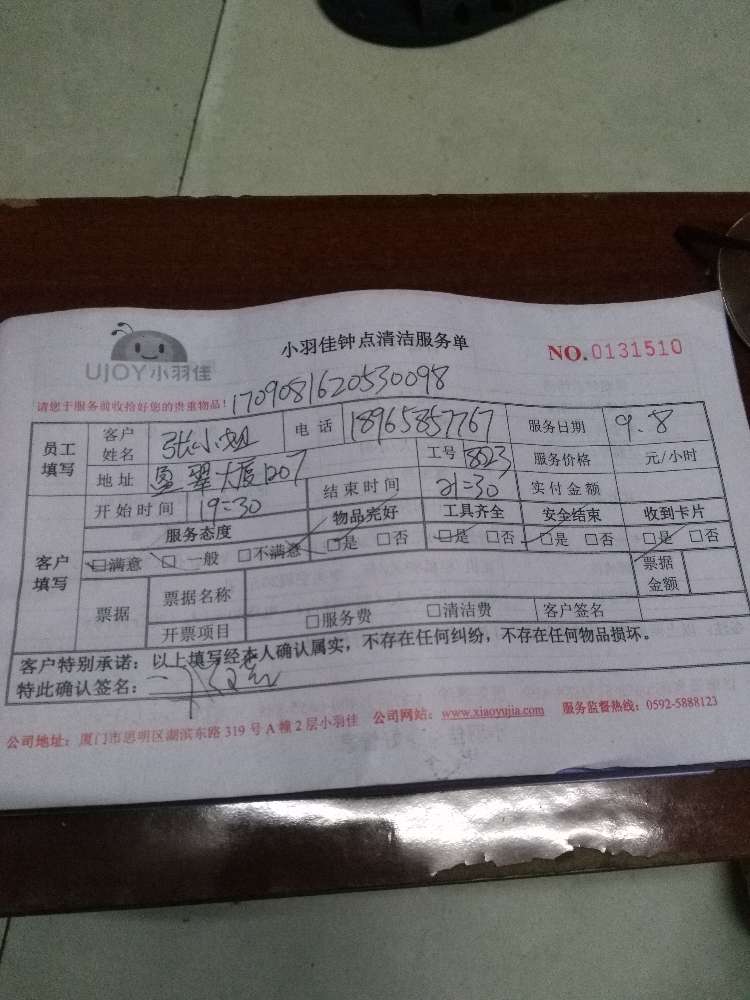 小羽佳钟点清洁服务单
NO.0131510
UJOY小羽佳
请您于服务前收拾好您的贵重物品！1709081620530098
员工填写 客户姓名 张小姐 电话 18965857767 服务日期 9.8
地址 盈翠大厦1207 工号 18023 服务价格 元/小时
开始时间 19:30 结束时间 21:30 实付金额
客户填写 服务态度 物品完好 工具齐全 安全结束 收到卡片
□满意 □一般 □不满意 □是 □否 □是 □否 □是 □否 □是 □否
票据 票据名称 票据金额
开票项目 □服务费 □清洁费 客户签名
客户特别承诺：以上填写经本人确认属实，不存在任何纠纷，不存在任何物品损坏。
特此确认签名：
公司地址：厦门市思明区湖滨东路319号A幢2层小羽佳 公司网站：www.xiaoyujia.com 服务监督热线：0592-5888123